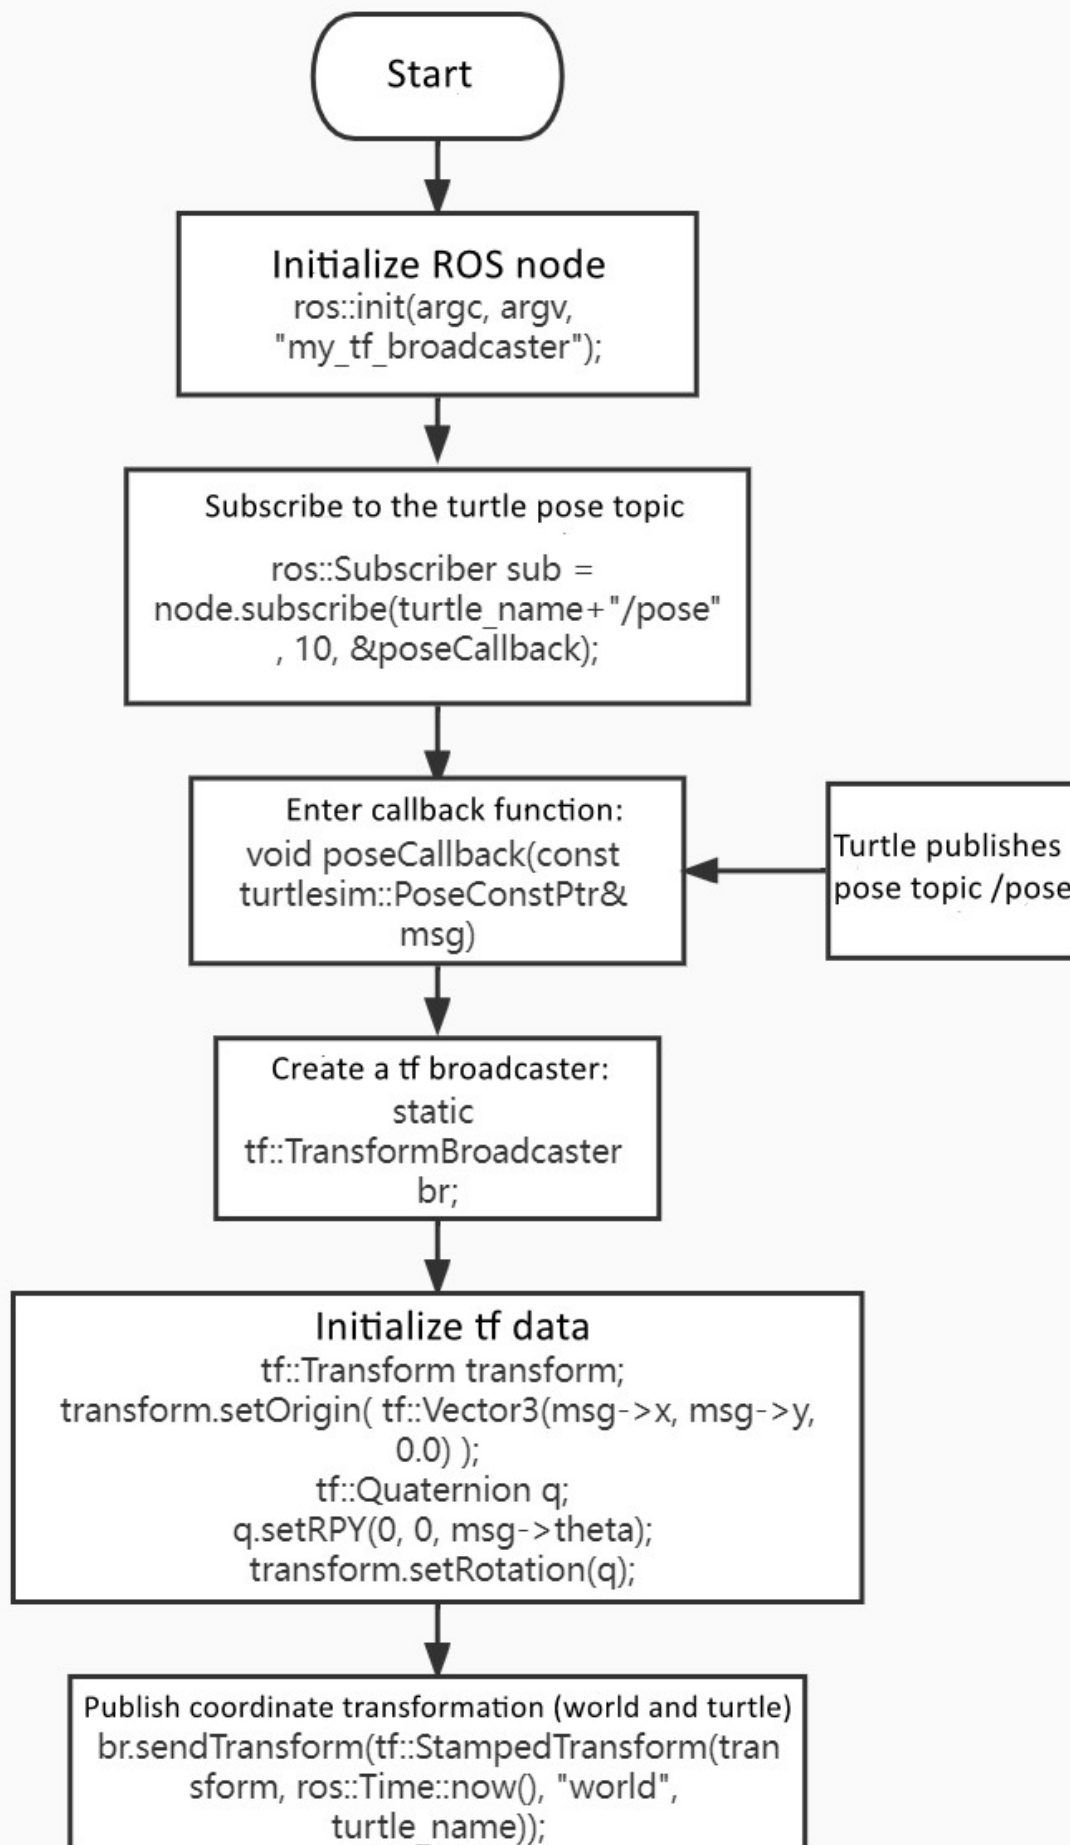 Start
Initialize ROS node
ros::init(argc, argv,
"my_tf_broadcaster");
Subscribe to the turtle pose topic
ros::Subscriber sub =
node.subscribe(turtle_name+"/pose"
, 10, &poseCallback);
Enter callback function:
void poseCallback(const
turtlesim::PoseConstPtr&
msg)
Turtle publishes
pose topic /pose
Create a tf broadcaster:
static
tf::TransformBroadcaster
br;
Initialize tf data
tf::Transform transform;
transform.setOrigin( tf::Vector3(msg->x, msg->y,
0.0) );
tf::Quaternion q;
q.setRPY(0, 0, msg->theta);
transform.setRotation(q);
Publish coordinate transformation (world and turtle)
br.sendTransform(tf::StampedTransform(tran
sform, ros::Time::now(), "world",
turtle_name));